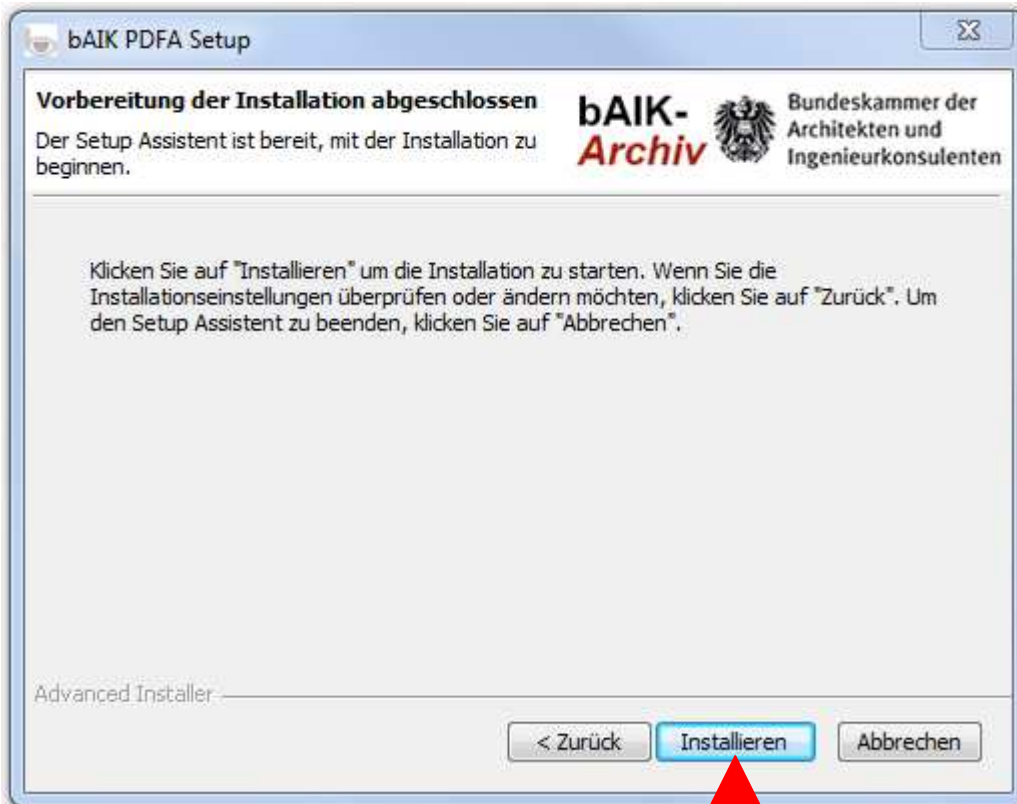 bAIK PDFA Setup
Vorbereitung der Installation abgeschlossen
Der Setup Assistent ist bereit, mit der Installation zu
beginnen.
bAIK-
Archiv
Bundeskammer der
Architekten und
Ingenieurkonsulenten
Klicken Sie auf "Installieren" um die Installation zu starten. Wenn Sie die
Installationseinstellungen überprüfen oder ändern möchten, klicken Sie auf "Zurück". Um
den Setup Assistent zu beenden, klicken Sie auf "Abbrechen".
Advanced Installer
< Zurück
Installieren
Abbrechen